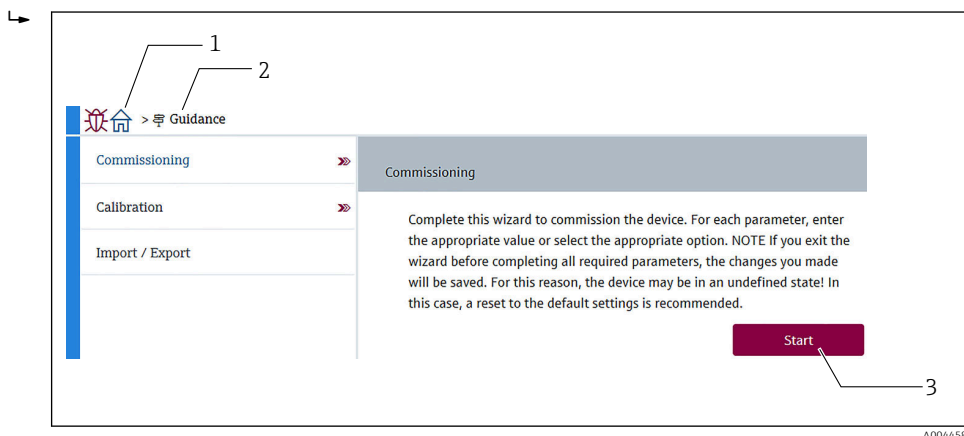 1
2
> Guidance
Commissioning
Calibration
Import / Export
Commissioning
Complete this wizard to commission the device. For each parameter, enter
the appropriate value or select the appropriate option. NOTE If you exit the
wizard before completing all required parameters, the changes you made
will be saved. For this reason, the device may be in an undefined state! In
this case, a reset to the default settings is recommended.
Start
3